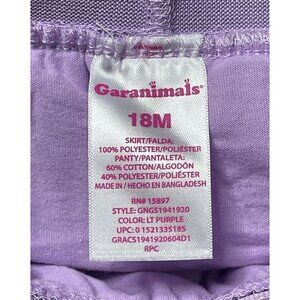 Garanimals®
18M
SKIRT/FALDA:
100% POLYESTER/POLIÉSTER
PANTY/PANTALETA:
60% COTTON/ALGODÓN
40% POLYESTER/POLIÉSTER
MADE IN / HECHO EN BANGLADESH
RN# 15897
STYLE: GNGS1941920
COLOR: LT PURPLE
UPC: 0 1521335185
GRACS1941920604D1
RPC